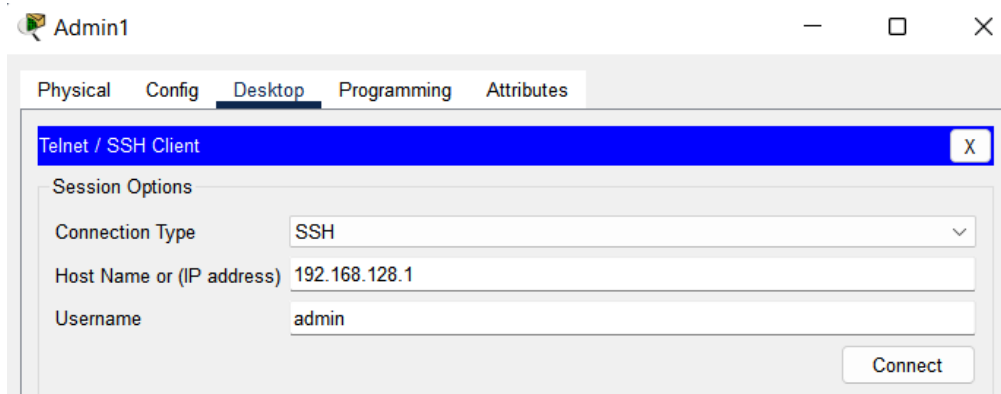 Admin1
Physical Config Desktop Programming Attributes
Telnet / SSH Client X
Session Options
Connection Type SSH
Host Name or (IP address) 192.168.128.1
Username admin
Connect